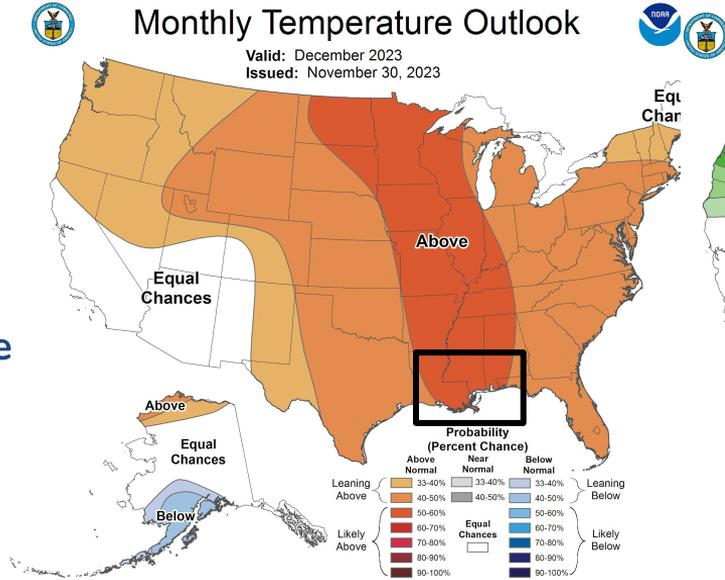 Monthly Temperature Outlook
NOAA
Valid: December 2023
Issued: November 30, 2023
Equ
Chan
Above
Equal
Chances
e
Above
Equal
Chances
Below
Probability
(Percent Chance)
Above
Normal
Near
Normal
Below
Normal
Leaning
Above
33-40%
40-50%
33-40%
40-50%
33-40%
40-50%
Leaning
Below
Likely
Above
50-60%
60-70%
70-80%
80-90%
90-100%
Equal
Chances
50-60%
60-70%
70-80%
80-90%
90-100%
Likely
Below